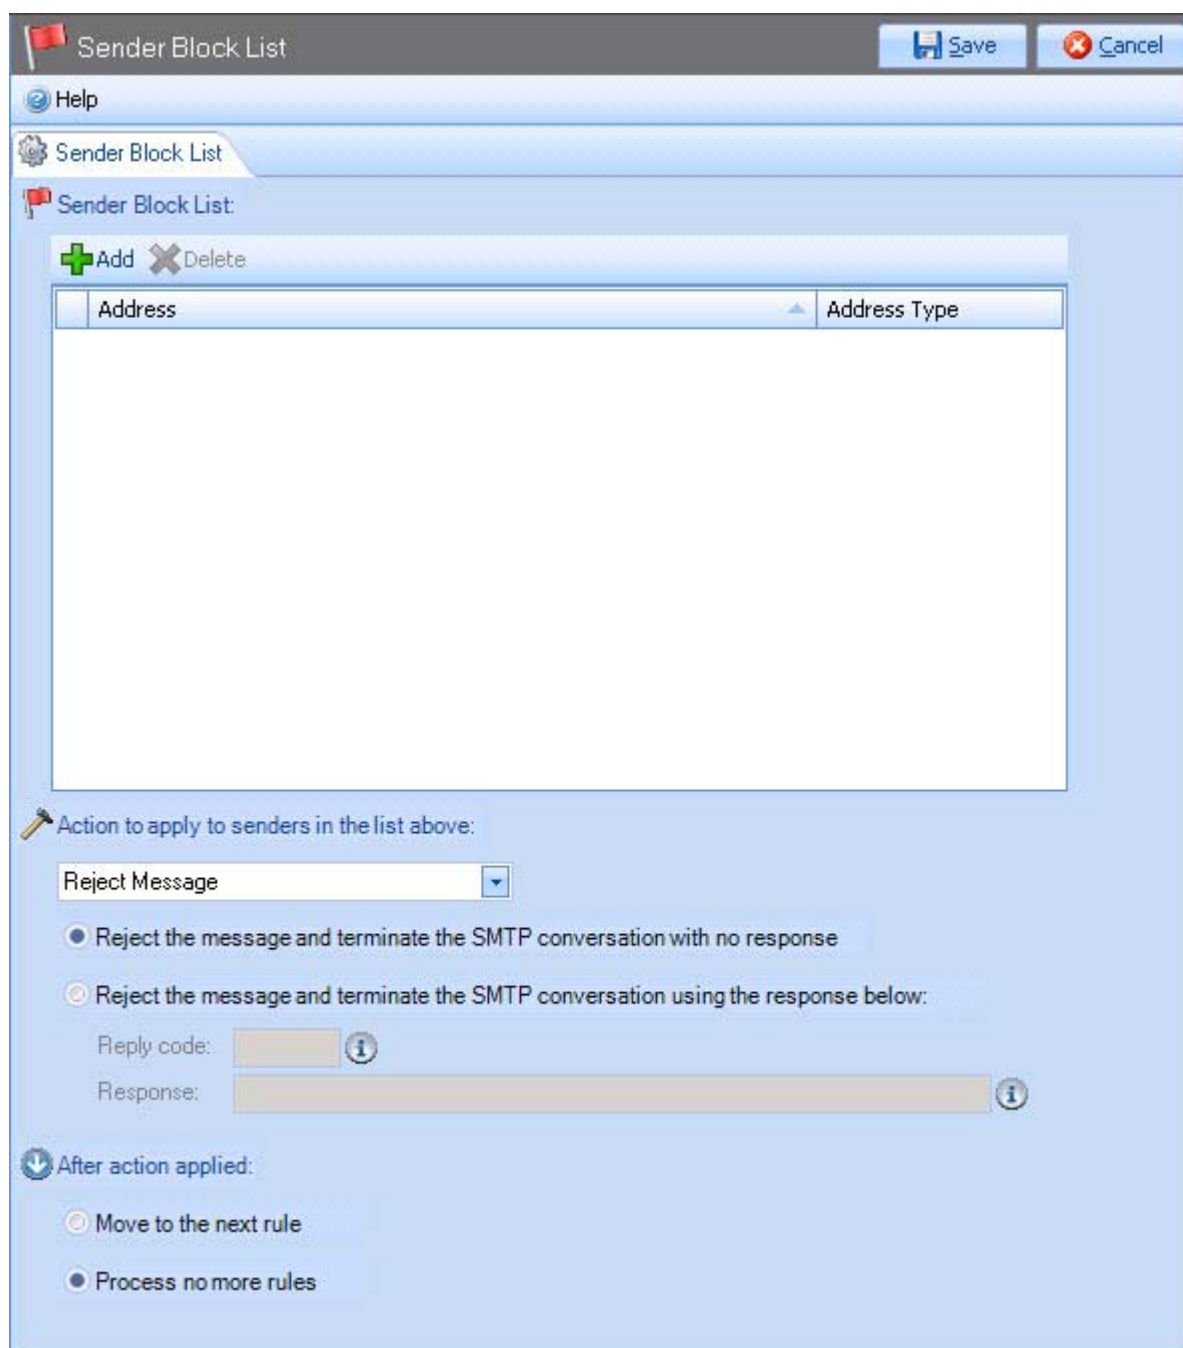 Sender Block List Save Cancel
Help
Sender Block List
Sender Block List:
Add Delete
Address Address Type
Action to apply to senders in the list above:
Reject Message
Reject the message and terminate the SMTP conversation with no response
Reject the message and terminate the SMTP conversation using the response below:
Reply code:
Response:
After action applied:
Move to the next rule
Process no more rules